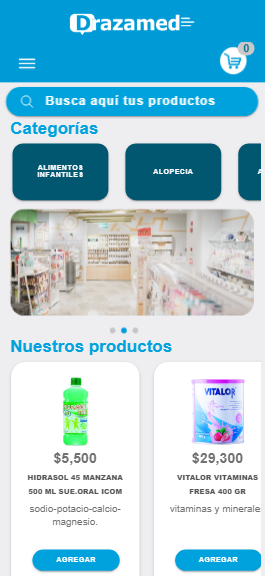 Drazamed
0
Busca aquí tus productos
Categorías
ALIMENTOS
INFANTILES
ALOPECIA
Nuestros productos
VITALOR
$5,500
$29,300
HIDRASOL 45 MANZANA
500 ML SUE.ORAL ICOM
VITALOR VITAMINAS
FRESA 400 GR
sodio-potacio-calcio-
magnesio.
vitaminas y minerale
AGREGAR
AGREGAR